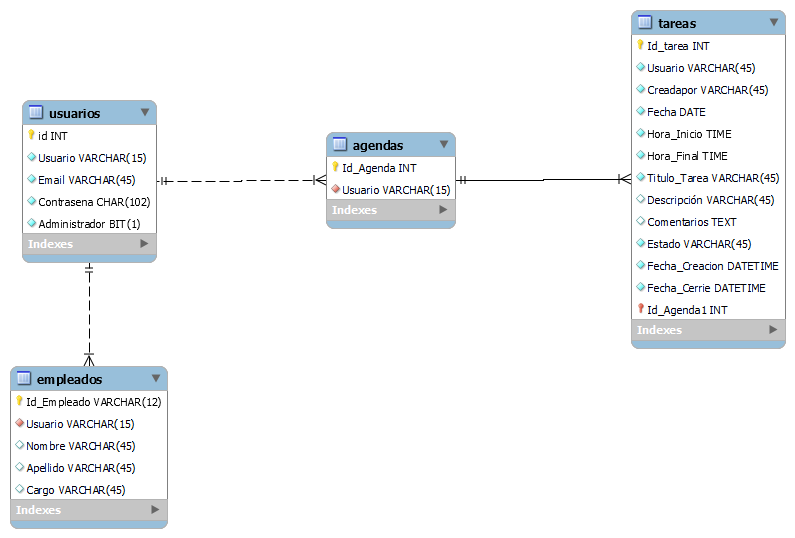 usuarios
id INT
Usuario VARCHAR(15)
Email VARCHAR(45)
Contrasena CHAR(102)
Administrador BIT(1)
Indexes
agendas
Id_Agenda INT
Usuario VARCHAR(15)
Indexes
tareas
Id_tarea INT
Usuario VARCHAR(45)
Creadapor VARCHAR(45)
Fecha DATE
Hora_Inicio TIME
Hora_Final TIME
Titulo_Tarea VARCHAR(45)
Descripción VARCHAR(45)
Comentarios TEXT
Estado VARCHAR(45)
Fecha_Creacion DATETIME
Fecha_Cerrie DATETIME
Id_Agenda1 INT
Indexes
empleados
Id_Empleado VARCHAR(12)
Usuario VARCHAR(15)
Nombre VARCHAR(45)
Apellido VARCHAR(45)
Cargo VARCHAR(45)
Indexes